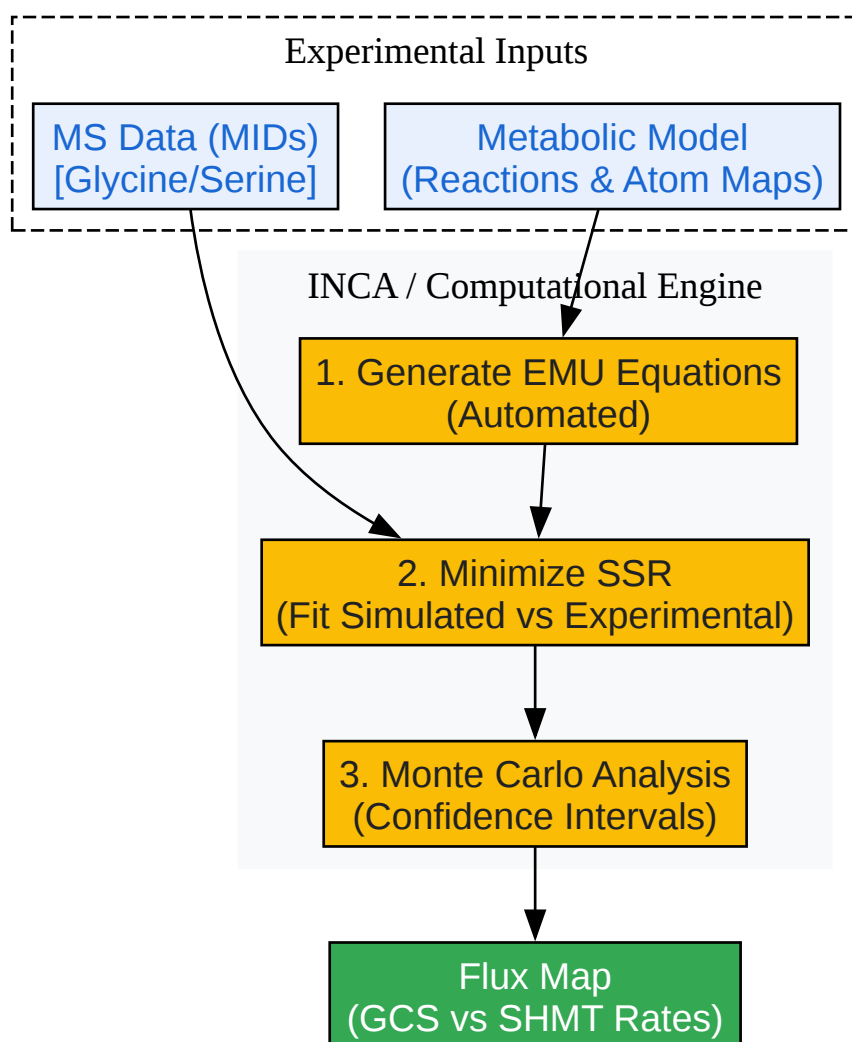 Experimental Inputs
MS Data (MIDs)
[Glycine/Serine]
Metabolic Model
(Reactions & Atom Maps)
INCA / Computational Engine
1. Generate EMU Equations
(Automated)
2. Minimize SSR
(Fit Simulated vs Experimental)
3. Monte Carlo Analysis
(Confidence Intervals)
Flux Map
(GCS vs SHMT Rates)